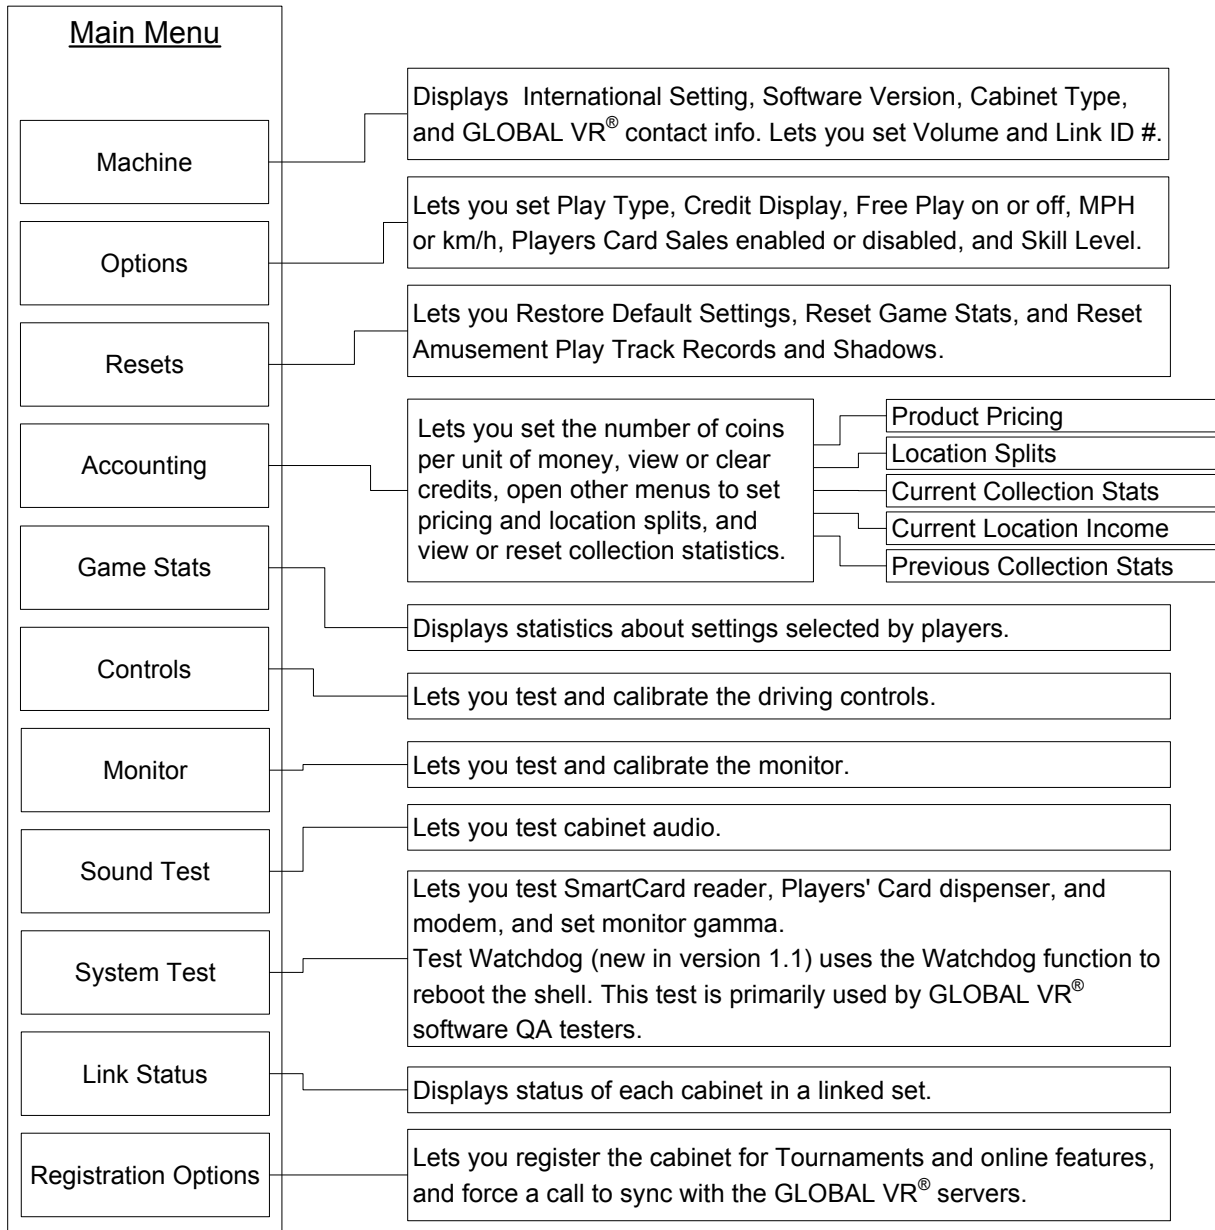 Main Menu
Machine
Displays  International Setting, Software Version, Cabinet Type,
and GLOBAL VR® contact info. Lets you set Volume and Link ID #.
Options
Lets you set Play Type, Credit Display, Free Play on or off, MPH
or km/h, Players Card Sales enabled or disabled, and Skill Level.
Resets
Lets you Restore Default Settings, Reset Game Stats, and Reset
Amusement Play Track Records and Shadows.
Accounting
Lets you set the number of coins
per unit of money, view or clear
credits, open other menus to set
pricing and location splits, and
view or reset collection statistics.
Product Pricing
Location Splits
Current Collection Stats
Current Location Income
Previous Collection Stats
Game Stats
Displays statistics about settings selected by players.
Controls
Lets you test and calibrate the driving controls.
Monitor
Lets you test and calibrate the monitor.
Sound Test
Lets you test cabinet audio.
System Test
Lets you test SmartCard reader, Players' Card dispenser, and
modem, and set monitor gamma.
Test Watchdog (new in version 1.1) uses the Watchdog function to
reboot the shell. This test is primarily used by GLOBAL VR®
software QA testers.
Link Status
Displays status of each cabinet in a linked set.
Registration Options
Lets you register the cabinet for Tournaments and online features,
and force a call to sync with the GLOBAL VR® servers.